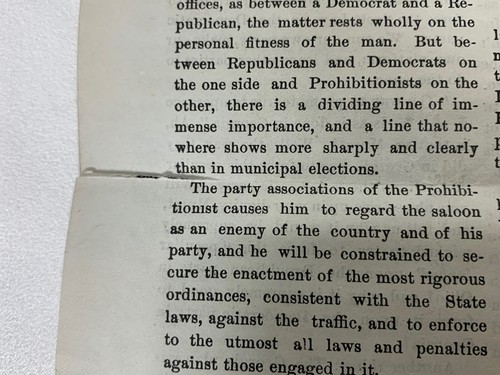 offices, as between a Democrat and a Re-
publican, the matter rests wholly on the
personal fitness of the man. But be-
tween Republicans and Democrats on
the one side and Prohibitionists on the
other, there is a dividing line of im-
mense importance, and a line that no-
where shows more sharply and clearly
than in municipal elections.
The party associations of the Prohibi-
tionist causes him to regard the saloon
as an enemy of the country and of his
party, and he will be constrained to se-
cure the enactment of the most rigorous
ordinances, consistent with the State
laws, against the traffic, and to enforce
to the utmost all laws and penalties
against those engaged in it.